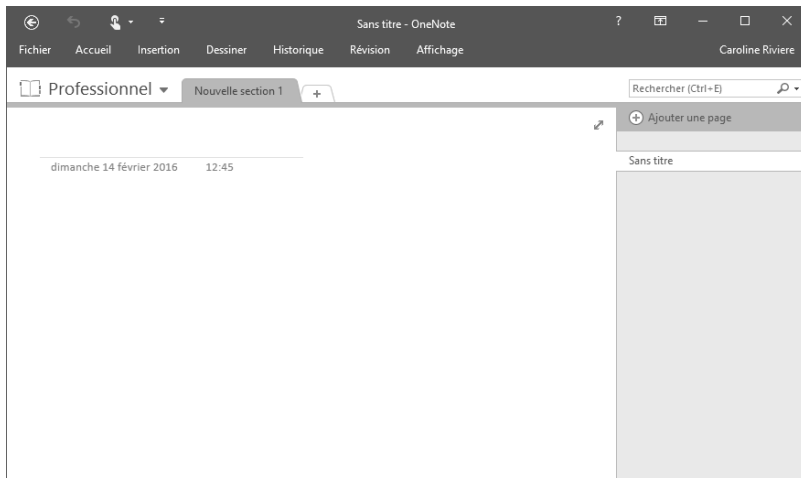 Sans titre - OneNote
?
Fichier Accueil Insertion Dessiner Historique Révision Affichage Caroline Riviere
Professionnel Nouvelle section 1 + Rechercher (Ctrl+E)
Ajouter une page
Sans titre
dimanche 14 février 2016 12:45